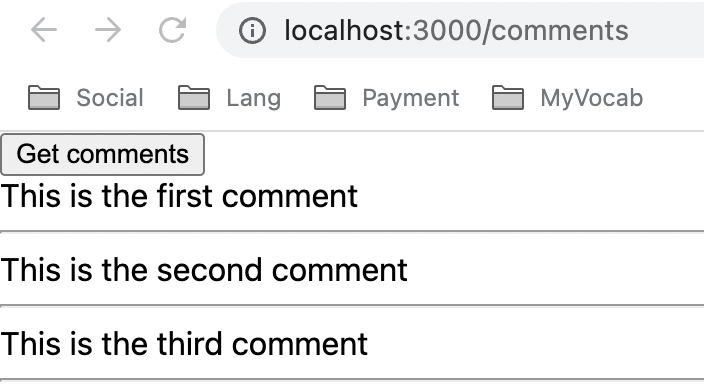 localhost:3000/comments
Social Lang Payment MyVocab
Get comments
This is the first comment
This is the second comment
This is the third comment